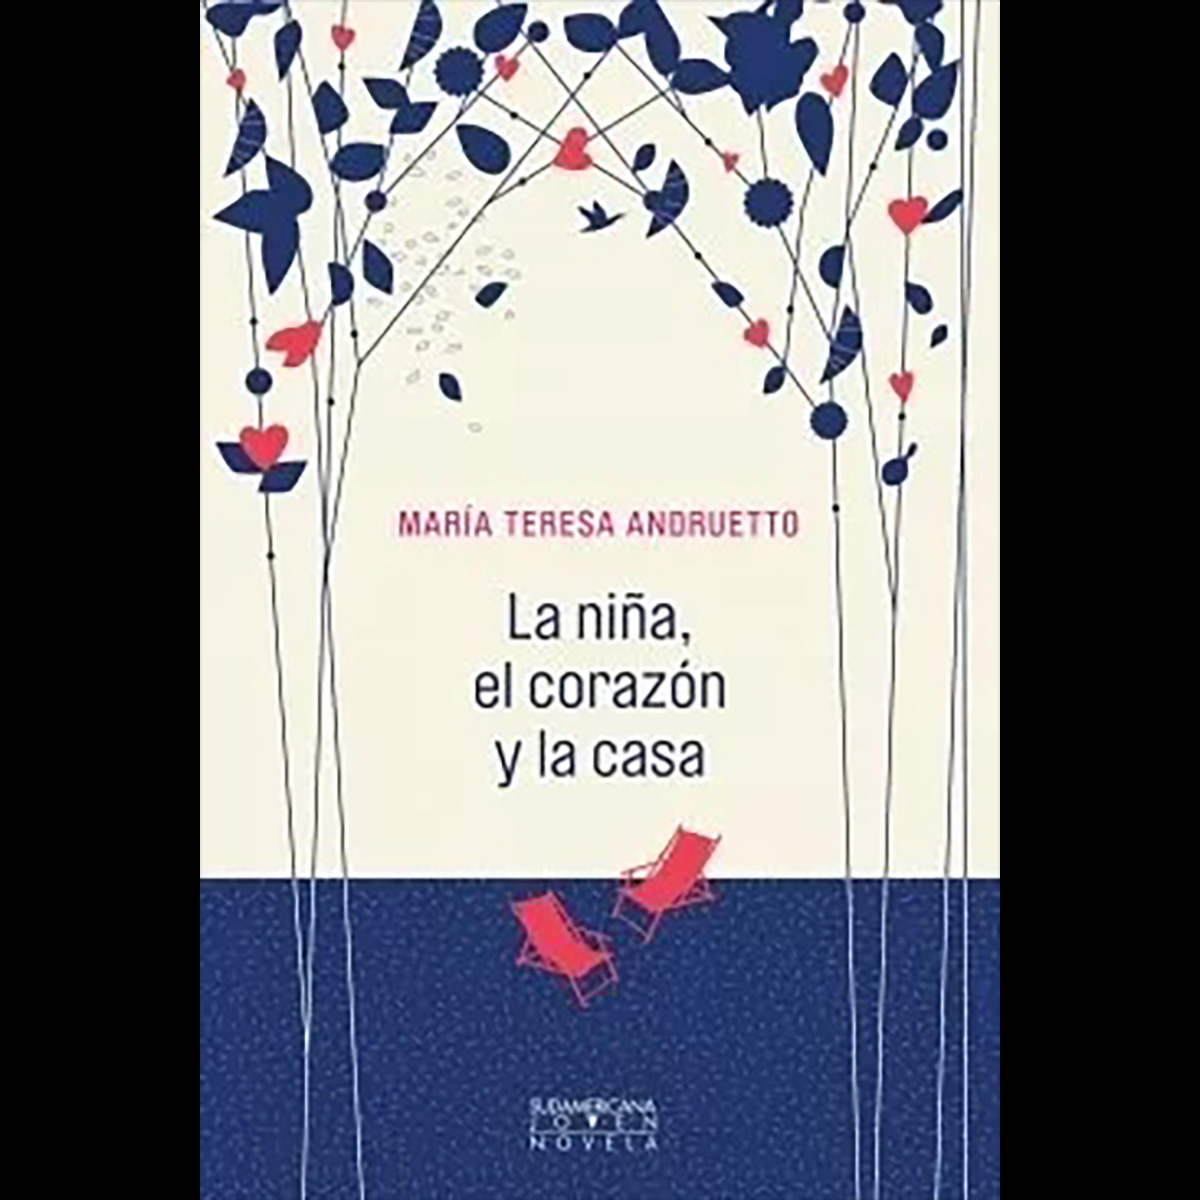 MARÍA TERESA ANDRUETTO
La niña,
el corazón
y la casa
SUDAMERICANA
JOVEN
NOVELA